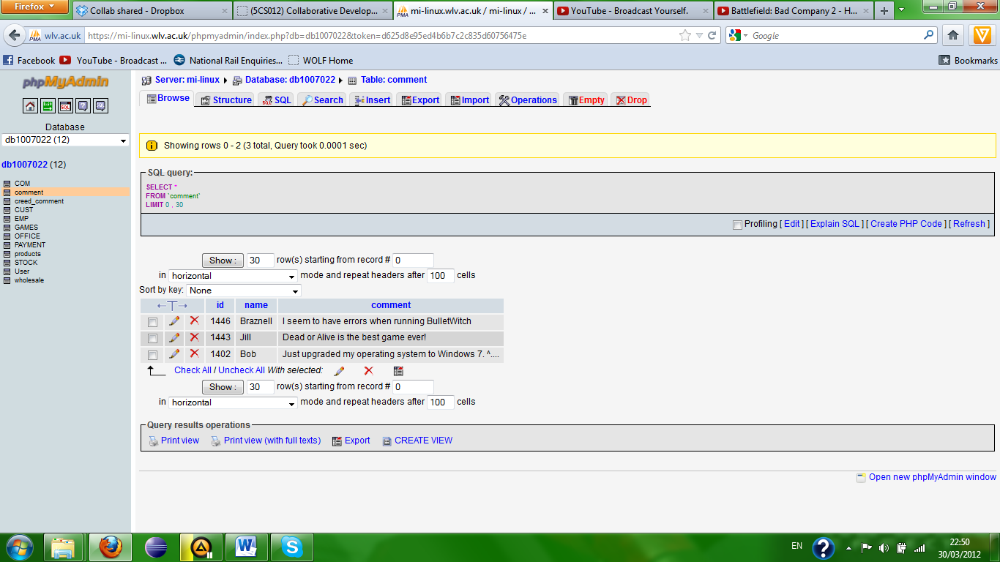 Firefox
Collab shared - Dropbox
(5CS012) Collaborative Develop...
mi-linux.wlv.ac.uk / mi-linux / ...
YouTube - Broadcast Yourself.
Battlefield: Bad Company 2 - H...
wlv.ac.uk https://mi-linux.wlv.ac.uk/phpmyadmin/index.php?db=db1007022&token=d625d8e95ed4b6b7c21835d60756475e
Google
Facebook YouTube - Broadcast ... National Rail Enquiries... WOLF Home Bookmarks
phpMyAdmin
Server: mi-linux Database: db1007022 Table: comment
Browse Structure SQL Search Insert Export Import Operations Empty Drop
Database
db1007022 (12)
db1007022 (12)
COM
comment
creed_comment
CUST
EMP
GAMES
OFFICE
PAYMENT
products
STOCK
User
wholesale
Showing rows 0 - 2 (3 total, Query took 0.0001 sec)
SQL query:
SELECT *
FROM `comment`
LIMIT 0 , 30
Profiling [ Edit ] [ Explain SQL ] [ Create PHP Code ] [ Refresh ]
Show : 30 row(s) starting from record # 0
in horizontal mode and repeat headers after 100 cells
Sort by key: None
←T→ id name comment
1446 Braznell I seem to have errors when running BulletWitch
1443 Jill Dead or Alive is the best game ever!
1402 Bob Just upgraded my operating system to Windows 7. ^....
Check All / Uncheck All With selected:
Show : 30 row(s) starting from record # 0
in horizontal mode and repeat headers after 100 cells
Query results operations
Print view Print view (with full texts) Export CREATE VIEW
Open new phpMyAdmin window
EN
22:50
30/03/2012